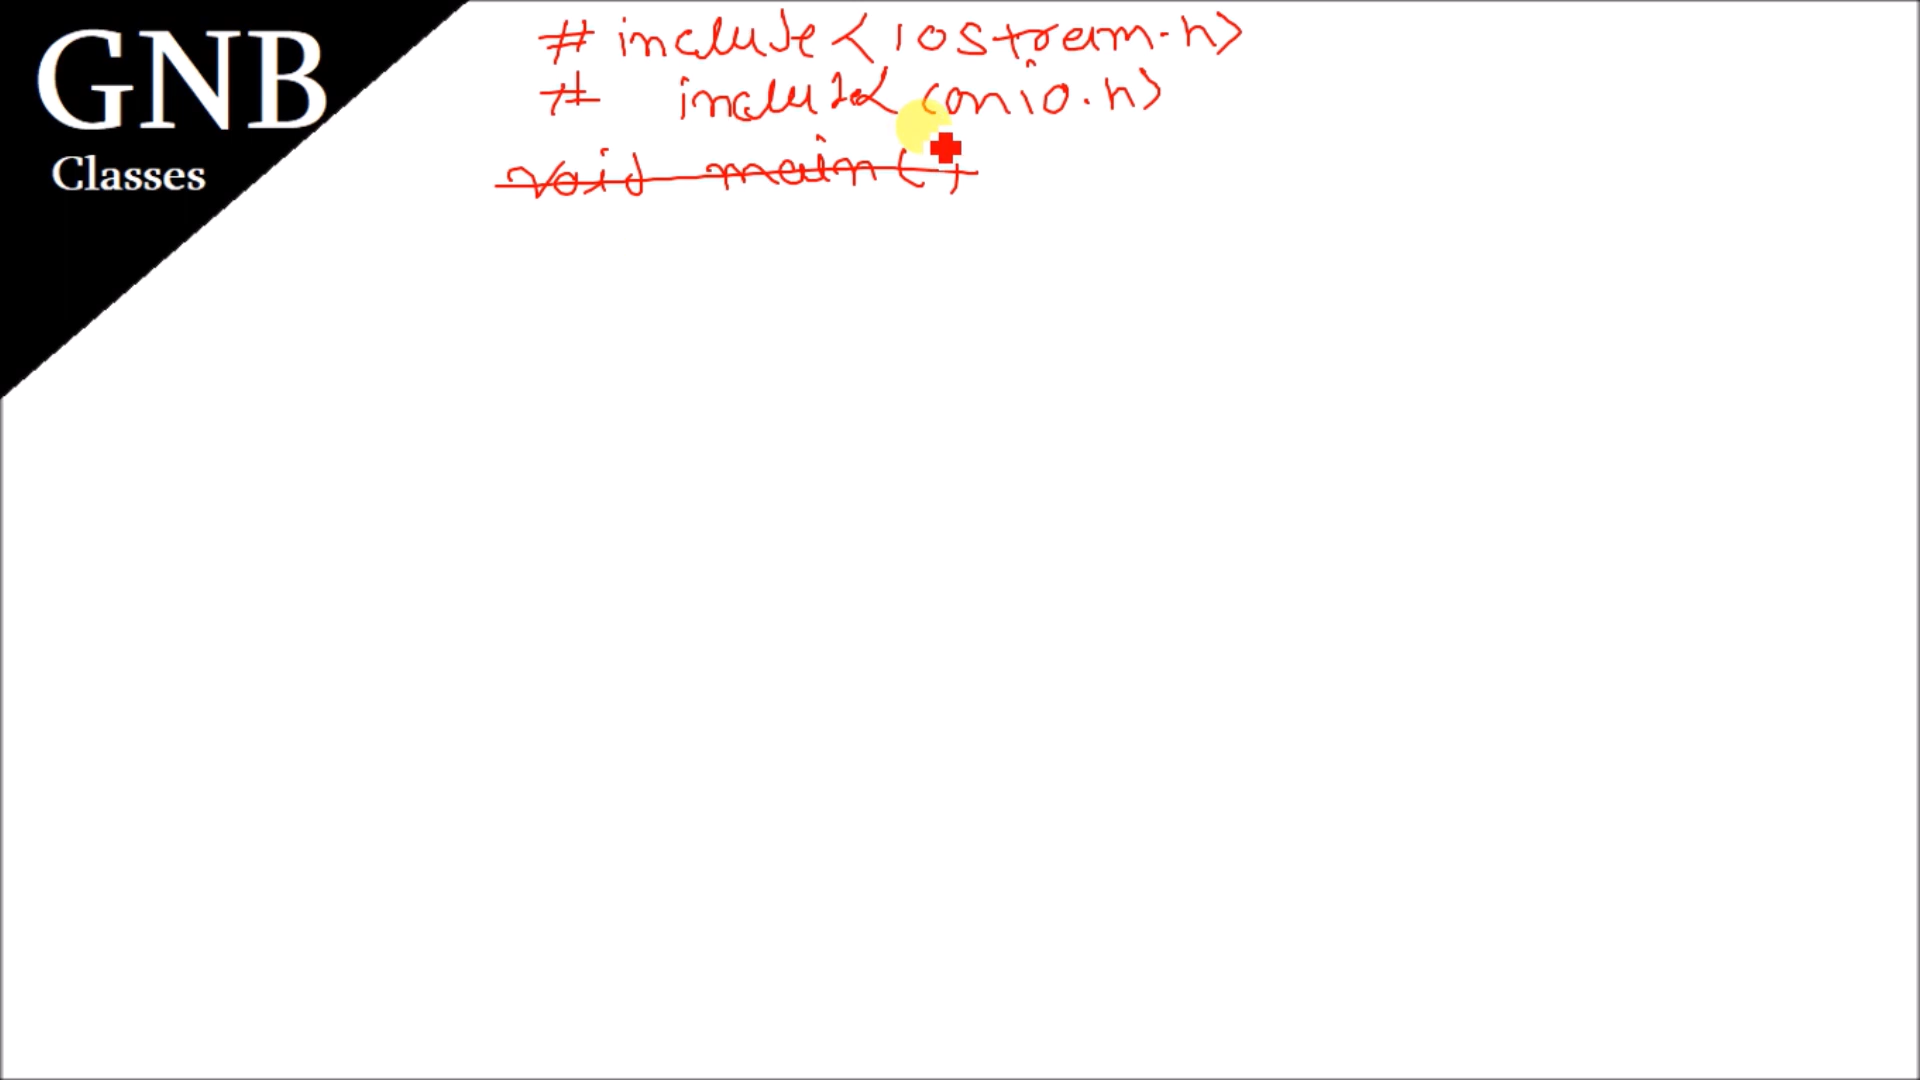 GNB
Classes
#include<iostream.h>
# include<conio.h>
void main()